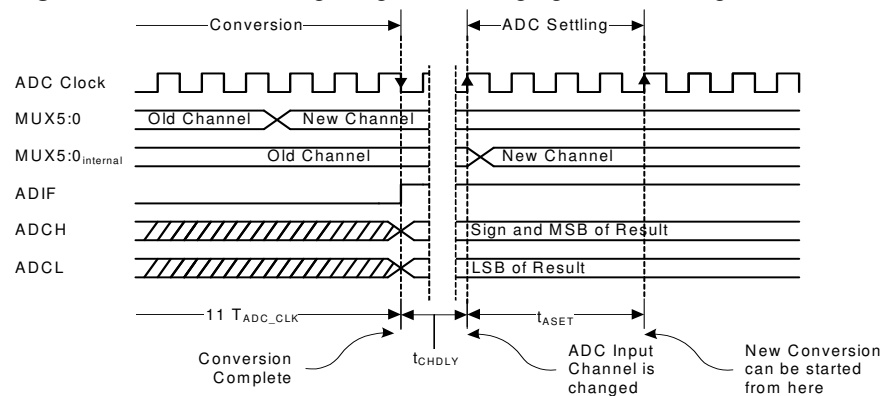 Conversion
ADC Settling
ADC Clock
MUX5:0
Old Channel
New Channel
MUX5:0internal
Old Channel
New Channel
ADIF
ADCH
Sign and MSB of Result
ADCL
LSB of Result
11 TADC_CLK
tCHDLY
tASET
Conversion
Complete
ADC Input
Channel is
changed
New Conversion
can be started
from here